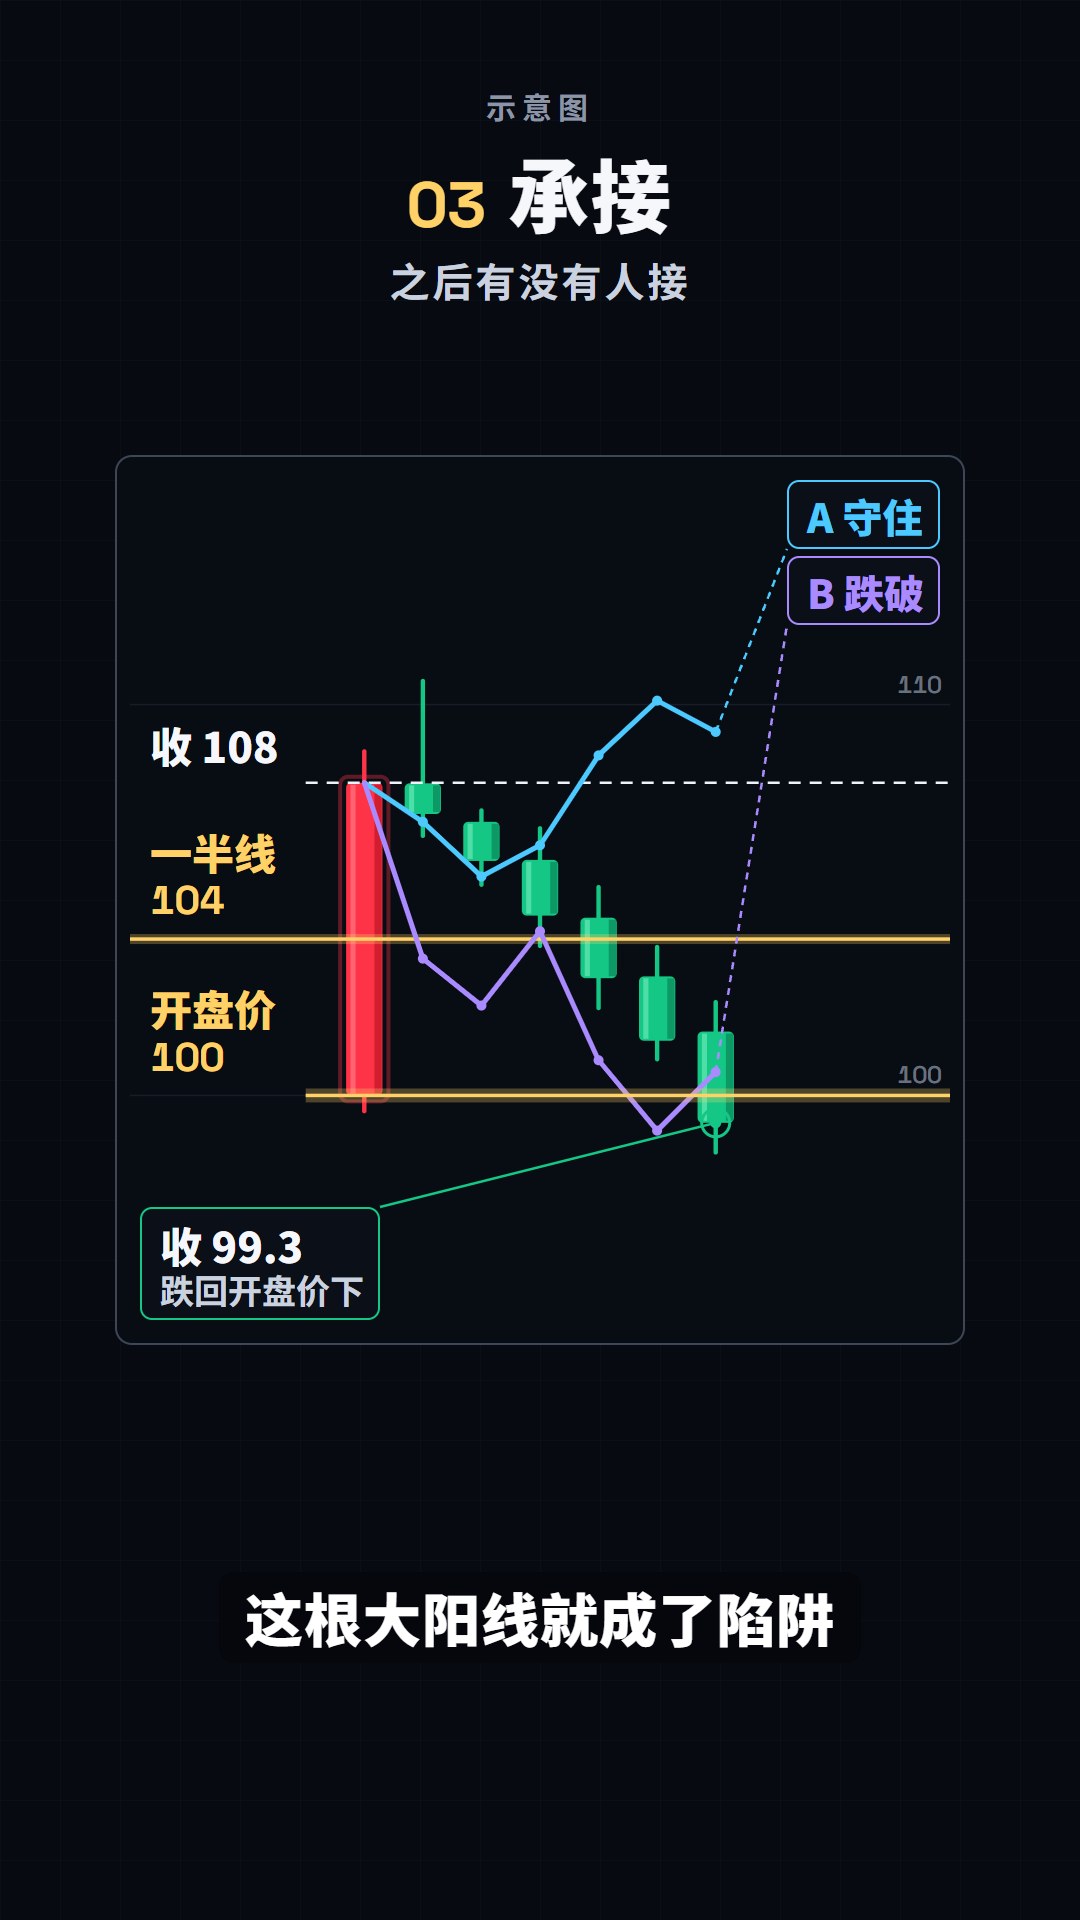 示意图
03 承接
之后有没有人接
A 守住
B 跌破
110
收 108
一半线
104
开盘价
100
100
收 99.3
跌回开盘价下
这根大阳线就成了陷阱